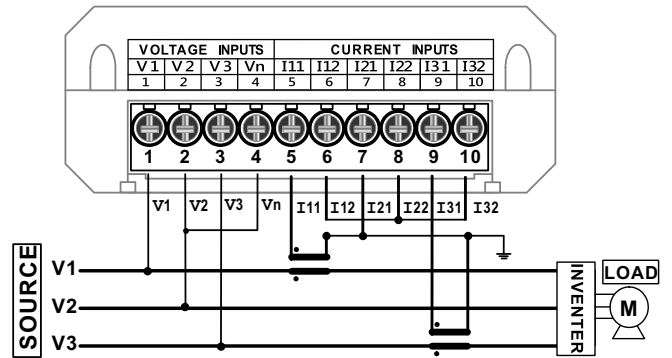 VOLTAGE INPUTS CURRENT INPUTS
V1 V2 V3 Vn I11 I12 I21 I22 I31 I32
1 2 3 4 5 6 7 8 9 10
1 2 3 4 5 6 7 8 9 10
V1 V2 V3 Vn I11 I12 I21 I22 I31 I32
SOURCE
V1
V2
V3
INVENTER
LOAD
M